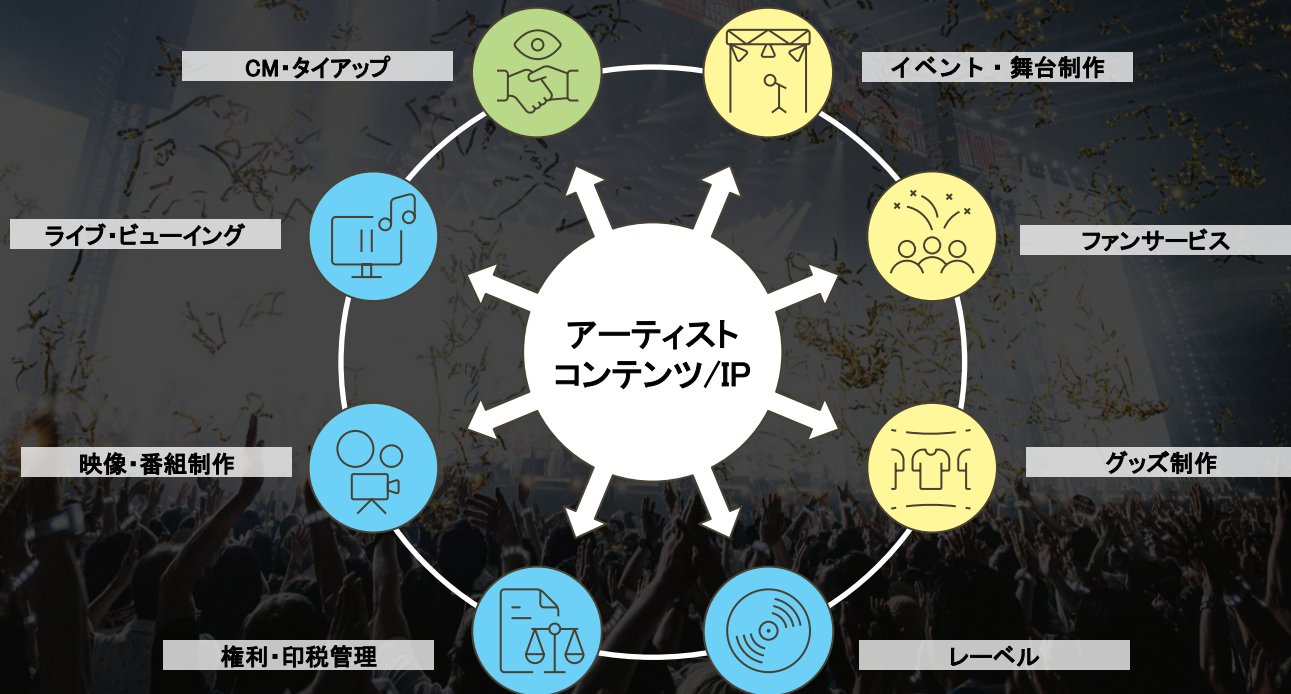 CM・タイアップ
イベント・舞台制作
ライブ・ビューイング
ファンサービス
アーティスト
コンテンツ/IP
映像・番組制作
グッズ制作
権利・印税管理
レーベル